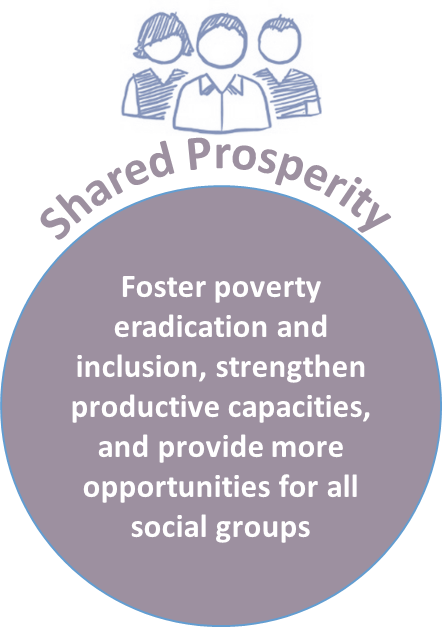 Shared Prosperity
Foster poverty
eradication and
inclusion, strengthen
productive capacities,
and provide more
opportunities for all
social groups